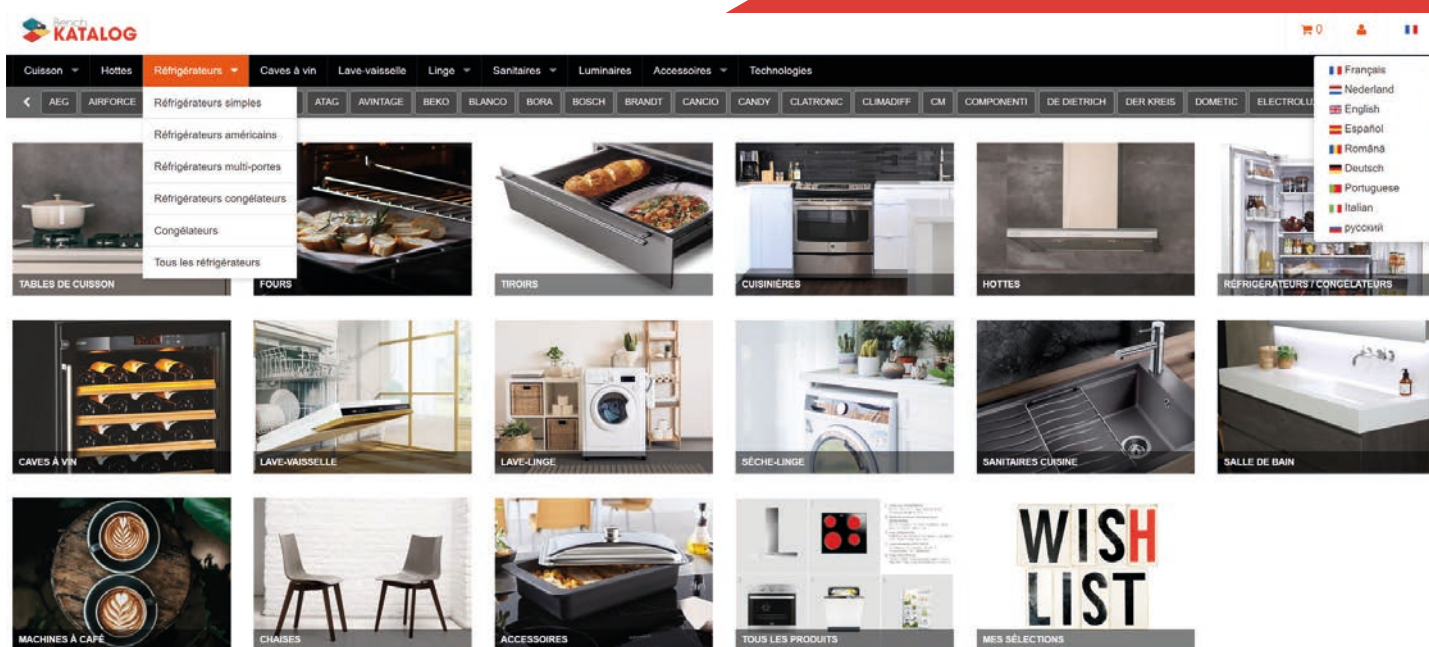 Bench
KATALOG
0
Cuisson Hottes Réfrigérateurs Caves à vin Lave-vaisselle Linge Sanitaires Luminaires Accessoires Technologies
AEG AIRFORCE ATAG AVINTAGE BEKO BLANCO BORA BOSCH BRANDT CANCIO CANDY CLATRONIC CLIMADIFF CM COMPONENTI DE DIETRICH DER KREIS DOMETIC
Réfrigérateurs simples
Réfrigérateurs américains
Réfrigérateurs multi-portes
Réfrigérateurs congélateurs
Congélateurs
Tous les réfrigérateurs
Français
Nederland
English
Español
Română
Deutsch
Portuguese
Italian
русский
TABLES DE CUISSON
FOURS
TIROIRS
CUISINIÈRES
HOTTES
RÉFRIGÉRATEURS / CONGÉLATEURS
CAVES À VIN
LAVE-VAISSELLE
LAVE-LINGE
SÈCHE-LINGE
SANITAIRES CUISINE
SALLE DE BAIN
MACHINES À CAFÉ
CHAISES
ACCESSOIRES
TOUS LES PRODUITS
WISH
LIST
MES SÉLECTIONS